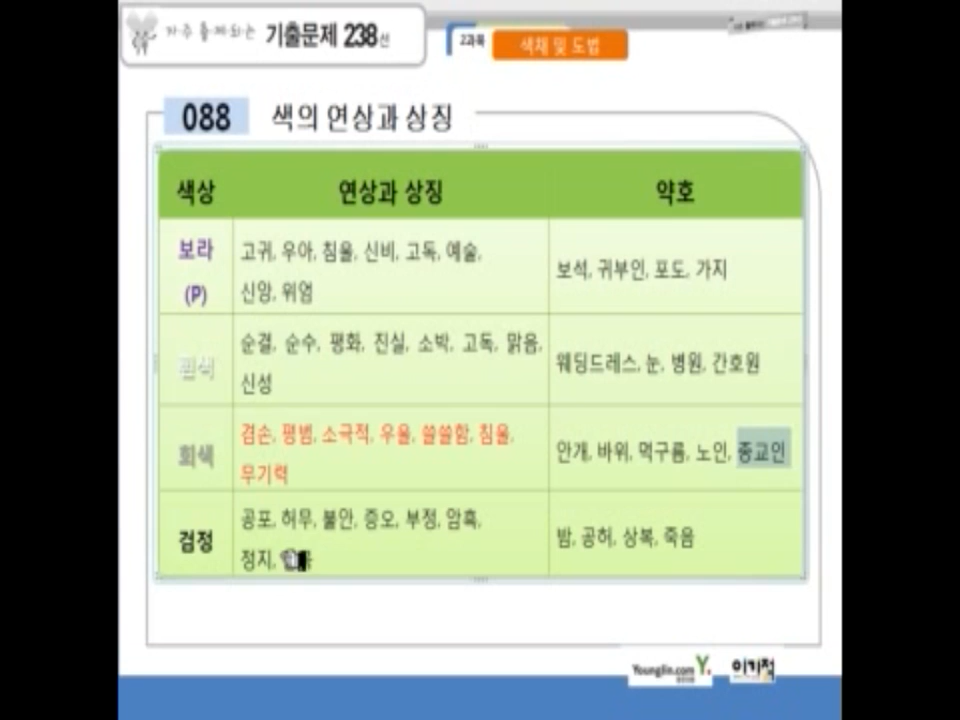 자주 출제되는 기출문제 238선
2과목 색채 및 도법
088 색의 연상과 상징
색상 연상과 상징 약호
보라
(P)
고귀, 우아, 침울, 신비, 고독, 예술,
신앙, 위엄
보석, 귀부인, 포도, 가지
흰색
순결, 순수, 평화, 진실, 소박, 고독, 맑음,
신성
웨딩드레스, 눈, 병원, 간호원
회색
겸손, 평범, 소극적, 우울, 쓸쓸함, 침울,
무기력
안개, 바위, 먹구름, 노인, 종교인
검정
공포, 허무, 불안, 증오, 부정, 암흑,
정지,
밤, 공허, 상복, 죽음
Youngjin.com Y.
이기적